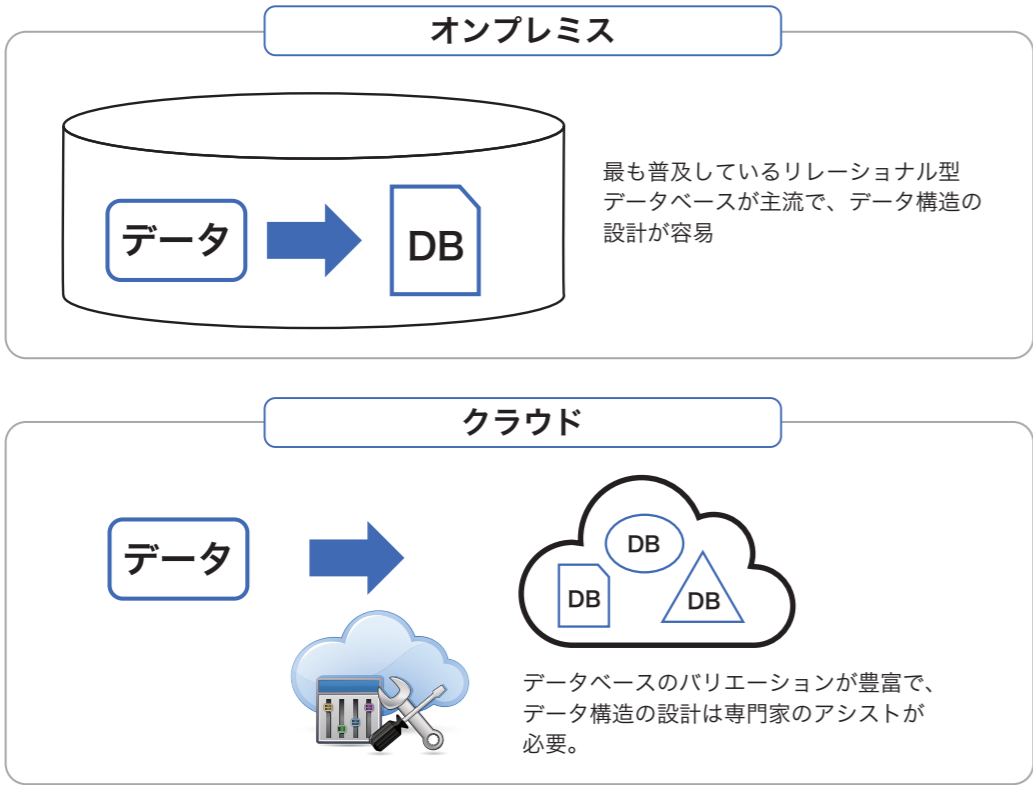 オンプレミス
データ
DB
最も普及しているリレーショナル型
データベースが主流で、データ構造の
設計が容易
クラウド
データ
DB
DB
DB
データベースのバリエーションが豊富で、
データ構造の設計は専門家のアシストが
必要。